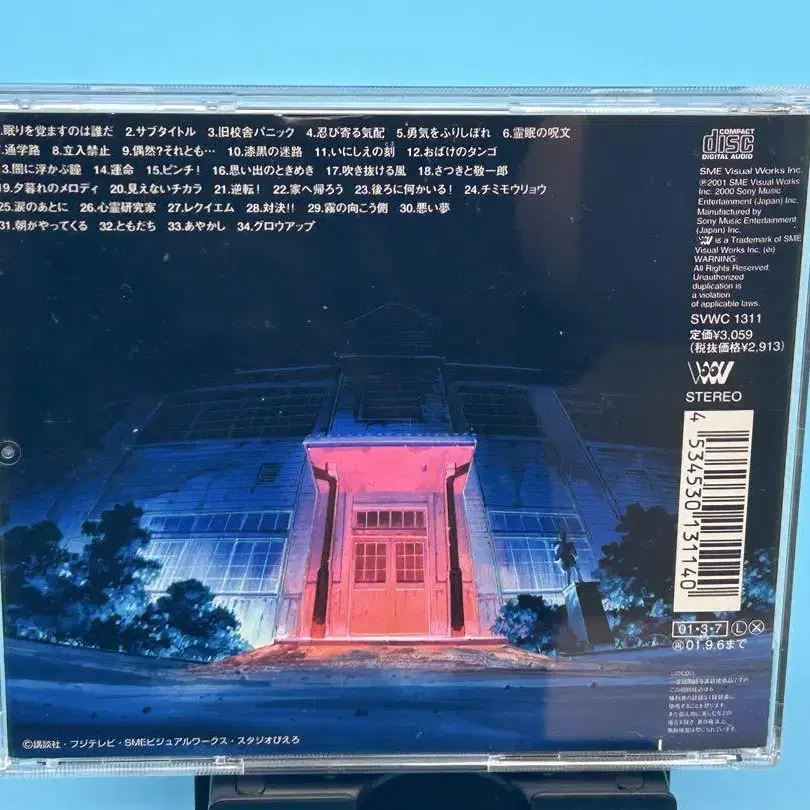 .眠りを覚ますのは誰だ 2.サブタイトル 3.旧校舎パニック 4.忍び寄る気配 5.勇気をふりしぼれ 6.霊眠の呪文
7.通学路 8.立入禁止 9.偶然?それとも… 10.漆黒の迷路 11.いにしえの刻 12.おばけのタンゴ
3.闇に浮かぶ瞳 14.運命 15.ピンチ! 16.思い出のときめき 17.吹き抜ける風 18.さつきと敬一郎
19.夕暮れのメロディ 20.見えないチカラ 21.逆転! 22.家へ帰ろう 23.後ろに何かいる! 24.チミモウリョウ
25.涙のあとに 26.心霊研究家 27.レクイエム 28.対決!! 29.霧の向こう側 30.悪い夢
31.朝がやってくる 32.ともだち 33.あやかし 34.グロウアップ
COMPACT
disc
DIGITAL AUDIO
SME Visual Works Inc.
Ⓟ2001 SME Visual Works
Inc. 2000 Sony Music
Entertainment (Japan) Inc.
Manufactured by
Sony Music Entertainment
(Japan) Inc.
is a Trademark of SME
Visual Works Inc. (ei)
WARNING:
All Rights Reserved.
Unauthorized
duplication is
a violation
of applicable laws.
SVWC 1311
定価¥3,059
(税抜価格¥2,913)
STEREO
4 534530 131140
01・3・7 Ⓛ Ⓧ
01.9.6まで
このCDは、
©講談社・フジテレビ・SMEビジュアルワークス・スタジオぴえろ